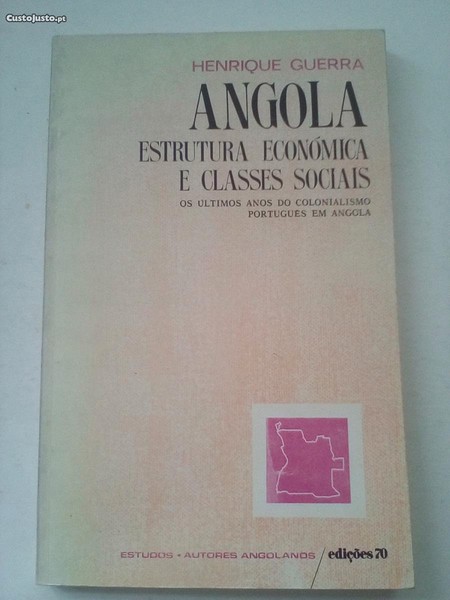 CustoJusto.pt
HENRIQUE GUERRA
ANGOLA
ESTRUTURA ECONÓMICA
E CLASSES SOCIAIS
OS ULTIMOS ANOS DO COLONIALISMO
PORTUGUÊS EM ANGOLA
ESTUDOS • AUTORES ANGOLANOS / edições 70